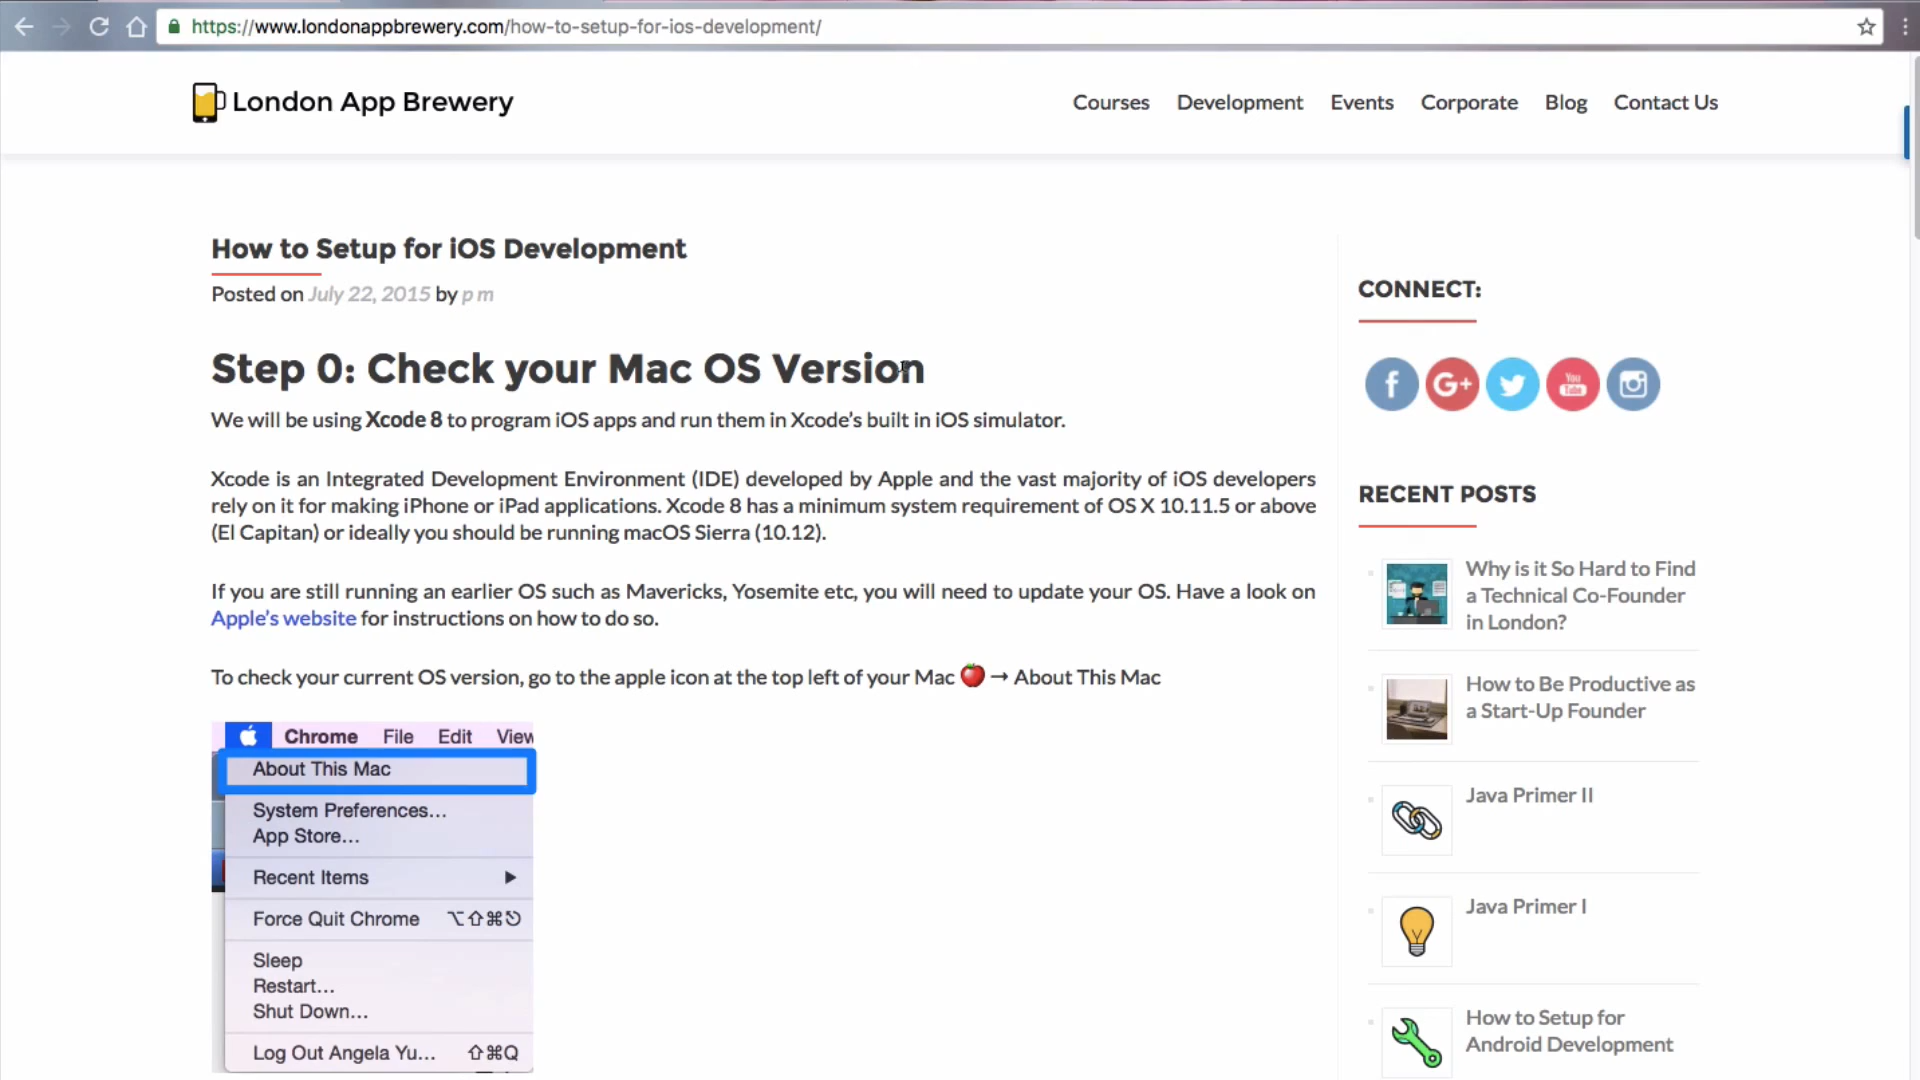 https://www.londonappbrewery.com/how-to-setup-for-ios-development/
London App Brewery
Courses Development Events Corporate Blog Contact Us
How to Setup for iOS Development
Posted on July 22, 2015 by p m
Step 0: Check your Mac OS Version
We will be using Xcode 8 to program iOS apps and run them in Xcode’s built in iOS simulator.
Xcode is an Integrated Development Environment (IDE) developed by Apple and the vast majority of iOS developers
rely on it for making iPhone or iPad applications. Xcode 8 has a minimum system requirement of OS X 10.11.5 or above
(El Capitan) or ideally you should be running macOS Sierra (10.12).
If you are still running an earlier OS such as Mavericks, Yosemite etc, you will need to update your OS. Have a look on
Apple’s website for instructions on how to do so.
To check your current OS version, go to the apple icon at the top left of your Mac 🍎 → About This Mac
Chrome File Edit View
About This Mac
System Preferences...
App Store...
Recent Items ▶
Force Quit Chrome ⌥⇧⌘⎋
Sleep
Restart...
Shut Down...
Log Out Angela Yu... ⇧⌘Q
CONNECT:
f G+ You Tube
RECENT POSTS
Why is it So Hard to Find
a Technical Co-Founder
in London?
How to Be Productive as
a Start-Up Founder
Java Primer II
Java Primer I
How to Setup for
Android Development